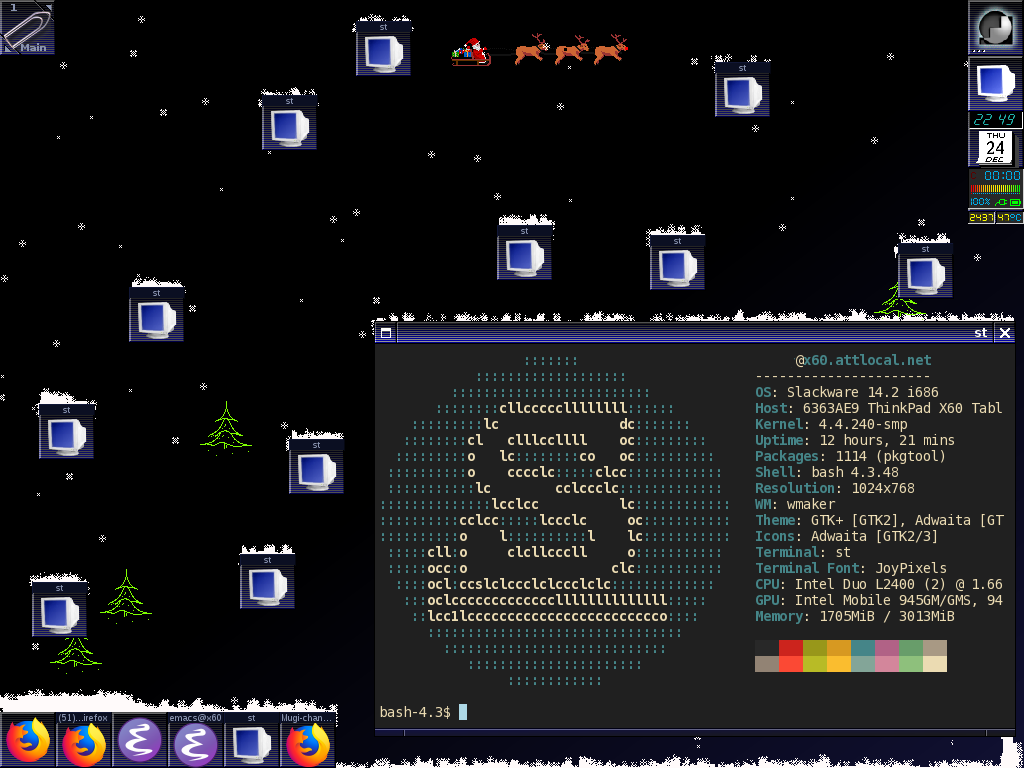 1
Main
st
st
st
22 49
THU
24
DEC
00:00
100%
2437 47°C
st
st
st
st
st
st
st
st
st
@x60.attlocal.net
----------------------
OS: Slackware 14.2 i686
Host: 6363AE9 ThinkPad X60 Tabl
Kernel: 4.4.240-smp
Uptime: 12 hours, 21 mins
Packages: 1114 (pkgtool)
Shell: bash 4.3.48
Resolution: 1024x768
WM: wmaker
Theme: GTK+ [GTK2], Adwaita [GT
Icons: Adwaita [GTK2/3]
Terminal: st
Terminal Font: JoyPixels
CPU: Intel Duo L2400 (2) @ 1.66
GPU: Intel Mobile 945GM/GMS, 94
Memory: 1705MiB / 3013MiB
bash-4.3$
(51)...irefox
emacs@x60
st
Mugi-chan...